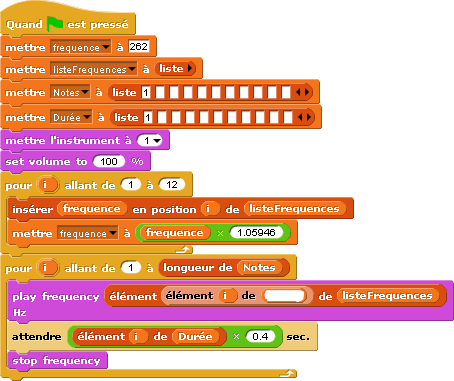 Quand est pressé
mettre frequence à 262
mettre listeFrequences à liste
mettre Notes à liste 1
mettre Durée à liste 1
mettre l'instrument à 1
set volume to 100 %
pour i allant de 1 à 12
insérer frequence en position i de listeFrequences
mettre frequence à frequence × 1.05946
pour i allant de 1 à longueur de Notes
play frequency élément élément i de de listeFrequences
Hz
attendre élément i de Durée × 0.4 sec.
stop frequency